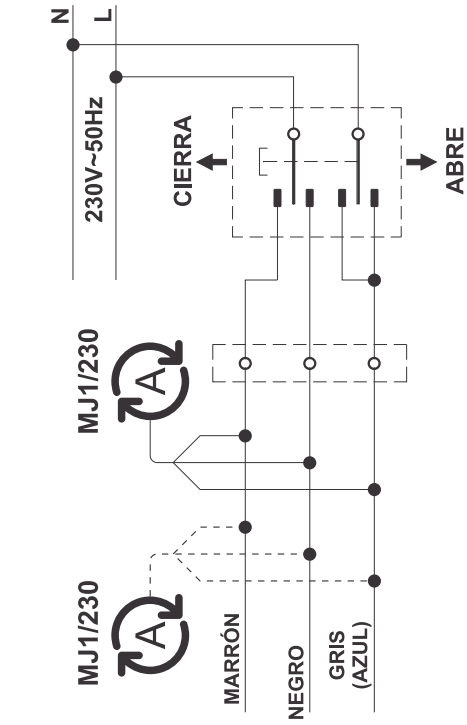 N
L
230V~50Hz
CIERRA
ABRE
MJ1/230
A
MJ1/230
A
MARRÓN
NEGRO
GRIS
(AZUL)